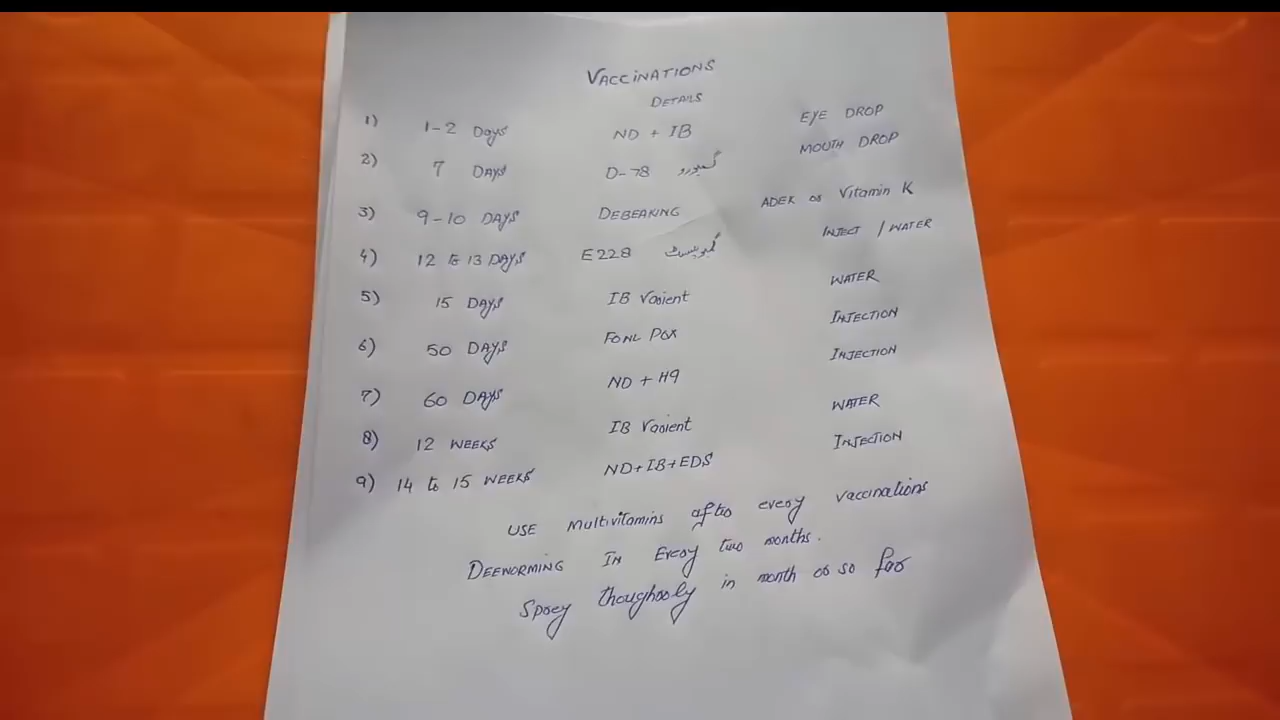 VACCINATIONS
DETAILS
1) 1-2 Days ND + IB EYE DROP
2) 7 DAYS D-78 گمبورو MOUTH DROP
3) 9-10 DAYS DEBEAKING ADEK or Vitamin K
4) 12 to 13 DAYS E228 INJECT / WATER
5) 15 DAYS IB Varient WATER
6) 50 DAYS FOWL POX INJECTION
7) 60 DAYS ND + H9 INJECTION
8) 12 WEEKS IB Varient WATER
9) 14 to 15 WEEKS ND+IB+EDS INJECTION
USE Multivitamins after every vaccinations
DEEWORMING IN Every two months.
Sprey thoughroly in month or so for